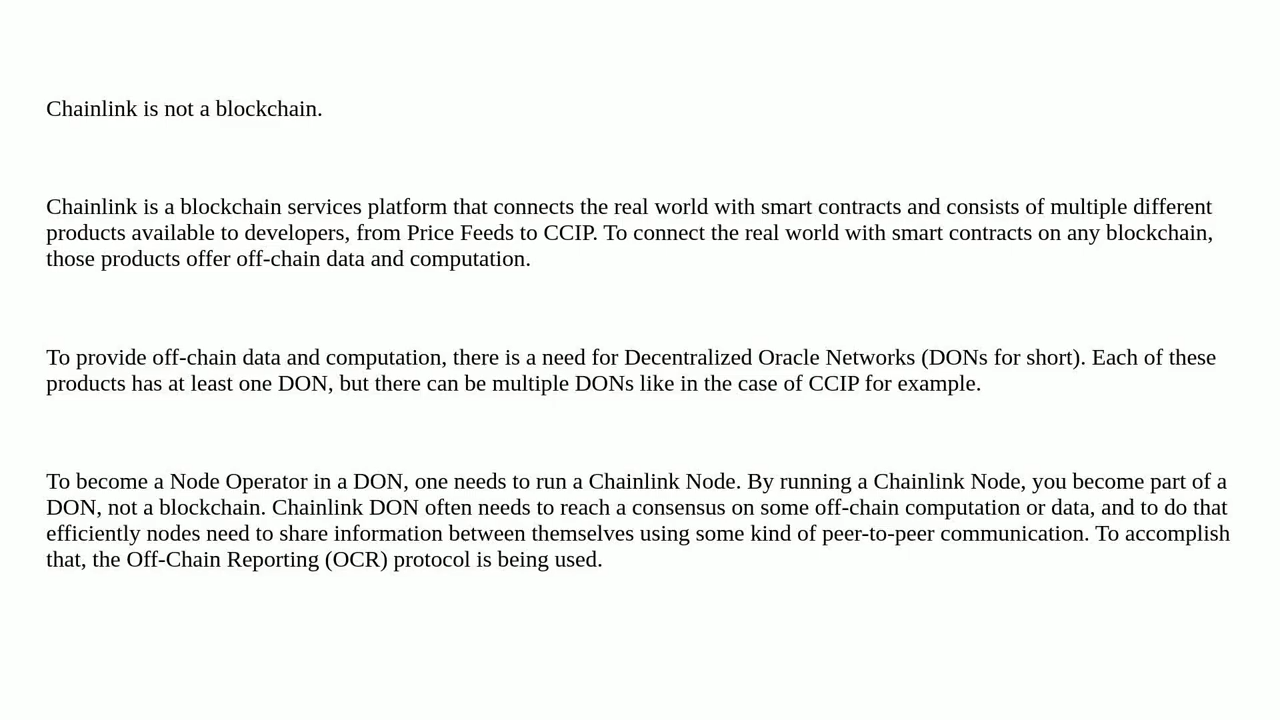 Chainlink is not a blockchain.
Chainlink is a blockchain services platform that connects the real world with smart contracts and consists of multiple different
products available to developers, from Price Feeds to CCIP. To connect the real world with smart contracts on any blockchain,
those products offer off-chain data and computation.
To provide off-chain data and computation, there is a need for Decentralized Oracle Networks (DONs for short). Each of these
products has at least one DON, but there can be multiple DONs like in the case of CCIP for example.
To become a Node Operator in a DON, one needs to run a Chainlink Node. By running a Chainlink Node, you become part of a
DON, not a blockchain. Chainlink DON often needs to reach a consensus on some off-chain computation or data, and to do that
efficiently nodes need to share information between themselves using some kind of peer-to-peer communication. To accomplish
that, the Off-Chain Reporting (OCR) protocol is being used.